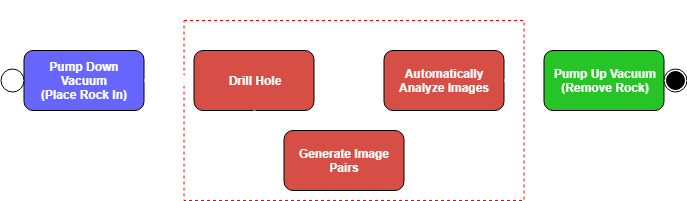 Pump Down
Vacuum
(Place Rock In)
Drill Hole
Automatically
Analyze Images
Pump Up Vacuum
(Remove Rock)
Generate Image
Pairs